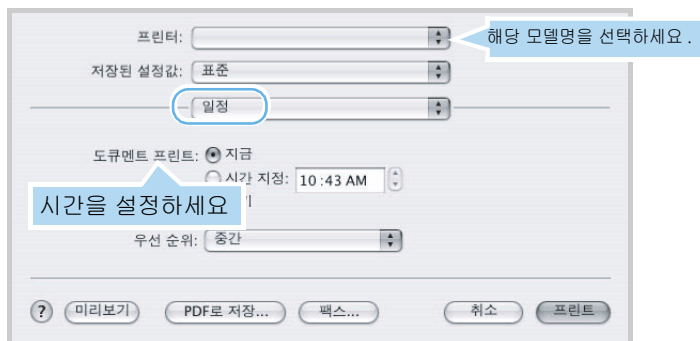 프린터:
해당 모델명을 선택하세요 .
저장된 설정값: 표준
일정
도큐멘트 프린트: 지금
시간 지정: 10:43 AM
시간을 설정하세요
우선 순위: 중간
? 미리보기 PDF로 저장... 팩스... 취소 프린트